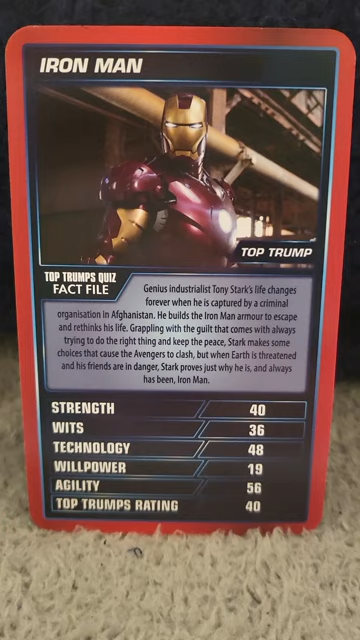 IRON MAN
TOP TRUMP
TOP TRUMPS QUIZ
FACT FILE
Genius industrialist Tony Stark's life changes
forever when he is captured by a criminal
organisation in Afghanistan. He builds the Iron Man armour to escape
and rethinks his life. Grappling with the guilt that comes with always
trying to do the right thing and keep the peace, Stark makes some
choices that cause the Avengers to clash, but when Earth is threatened
and his friends are in danger, Stark proves just why he is, and always
has been, Iron Man.
STRENGTH 40
WITS 36
TECHNOLOGY 48
WILLPOWER 19
AGILITY 56
TOP TRUMPS RATING 40